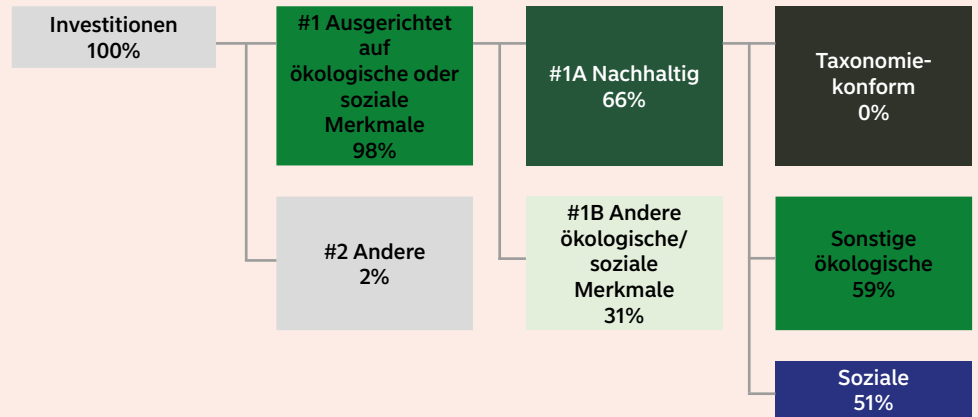 Investitionen
100%
#1 Ausgerichtet
auf
ökologische oder
soziale
Merkmale
98%
#2 Andere
2%
#1A Nachhaltig
66%
#1B Andere
ökologische/
soziale
Merkmale
31%
Taxonomie-
konform
0%
Sonstige
ökologische
59%
Soziale
51%